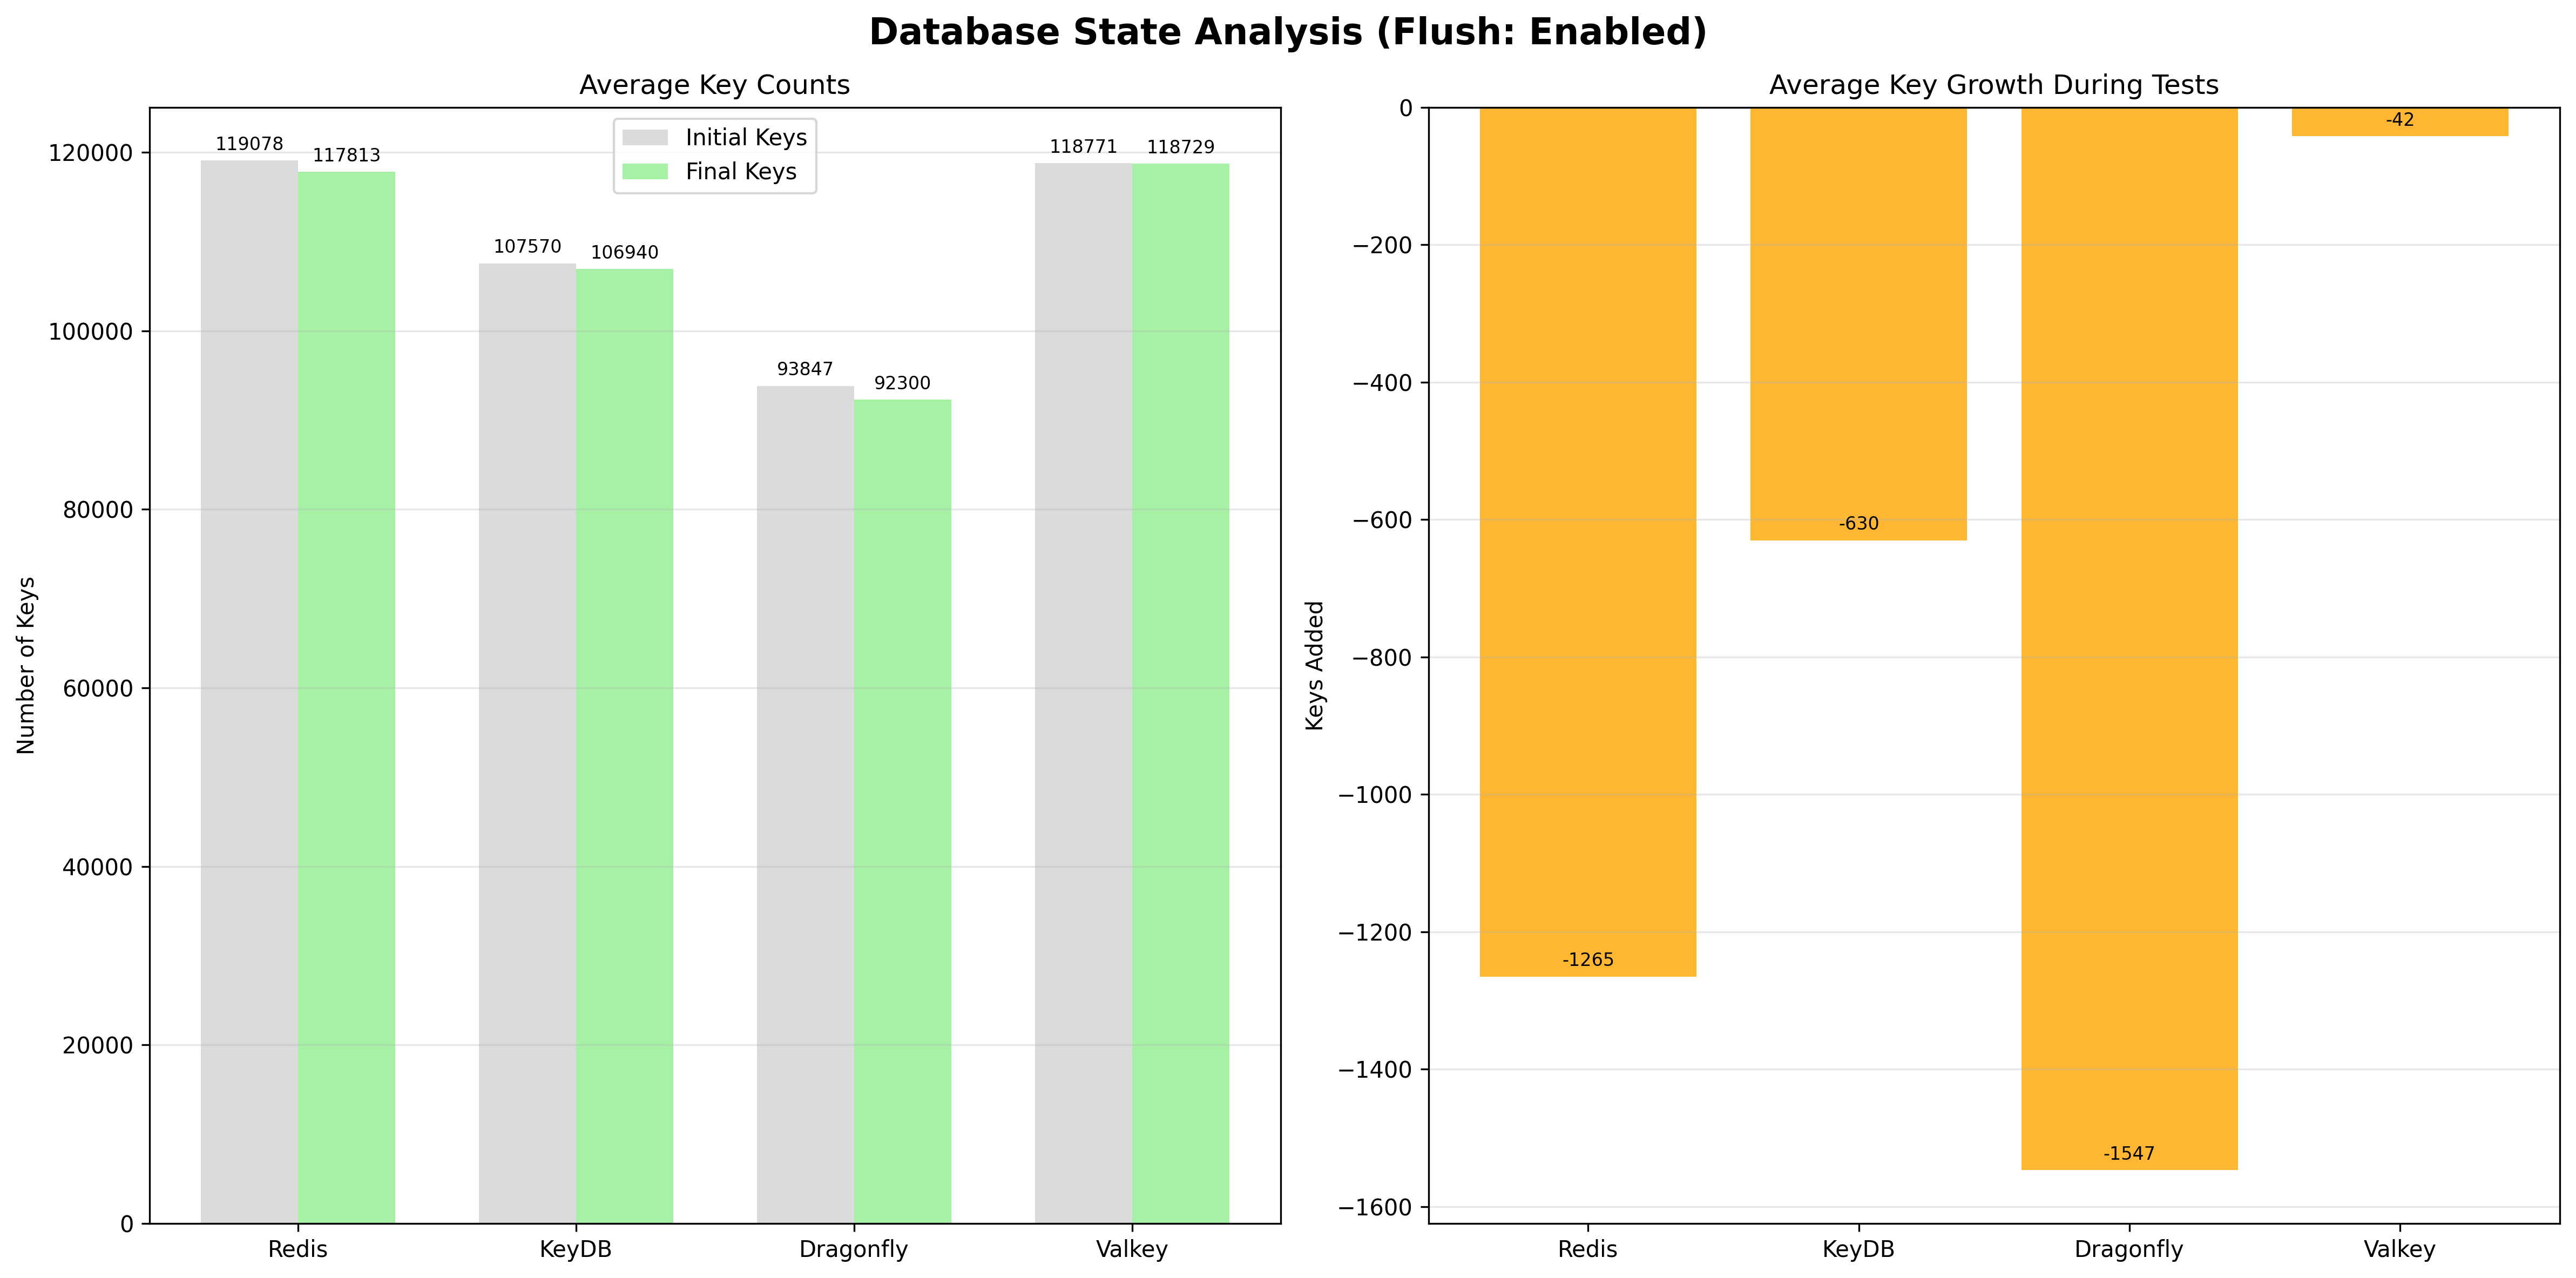 Database State Analysis (Flush: Enabled)
Average Key Counts
Number of Keys
120000
100000
80000
60000
40000
20000
0
Initial Keys
Final Keys
119078
117813
107570
106940
93847
92300
118771
118729
Redis
KeyDB
Dragonfly
Valkey
Average Key Growth During Tests
Keys Added
0
−200
−400
−600
−800
−1000
−1200
−1400
−1600
-1265
-630
-1547
-42
Redis
KeyDB
Dragonfly
Valkey